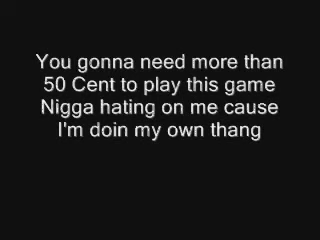 You gonna need more than
50 Cent to play this game
Nigga hating on me cause
I'm doin my own thang